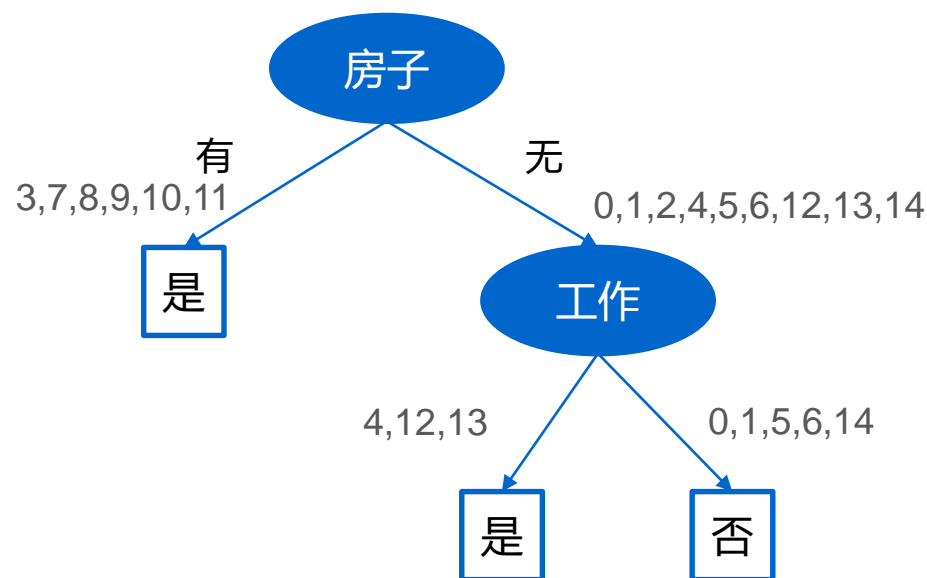 房子
有
无
3,7,8,9,10,11
0,1,2,4,5,6,12,13,14
是
工作
4,12,13
0,1,5,6,14
是
否